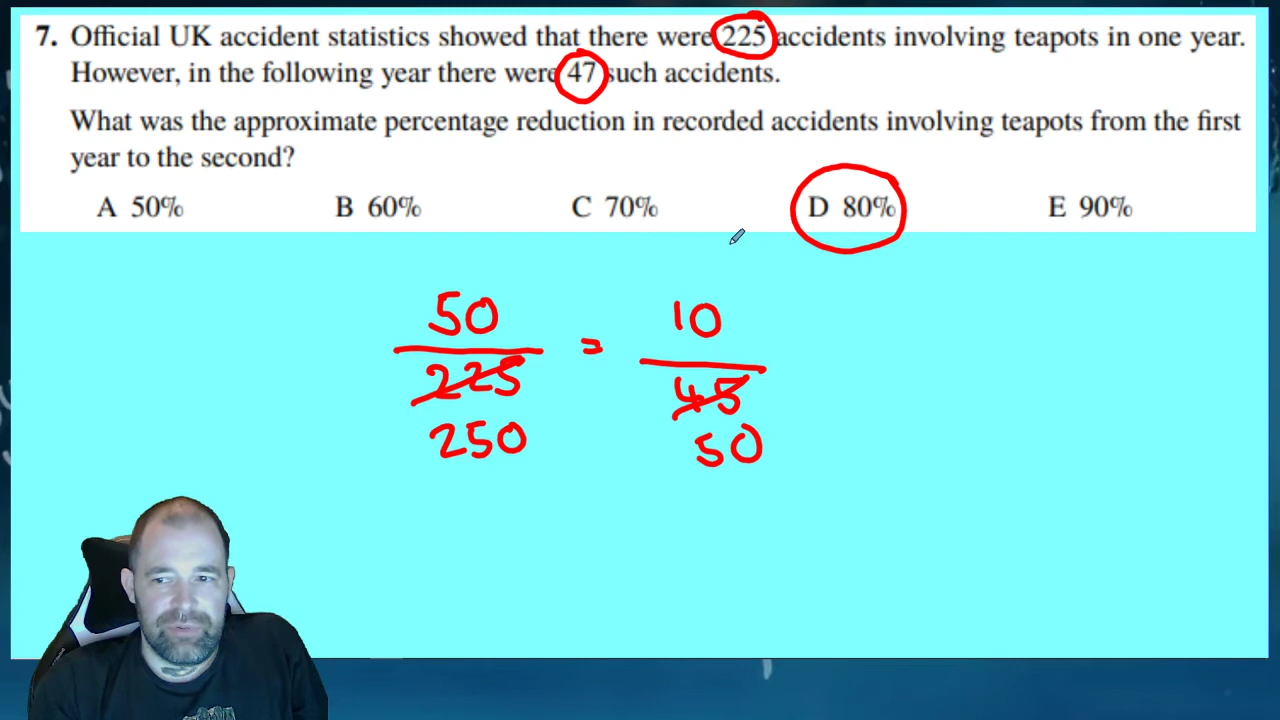 7. Official UK accident statistics showed that there were 225 accidents involving teapots in one year.
However, in the following year there were 47 such accidents.
What was the approximate percentage reduction in recorded accidents involving teapots from the first
year to the second?
A 50% B 60% C 70% D 80% E 90%
50 = 10
225 45
250 50